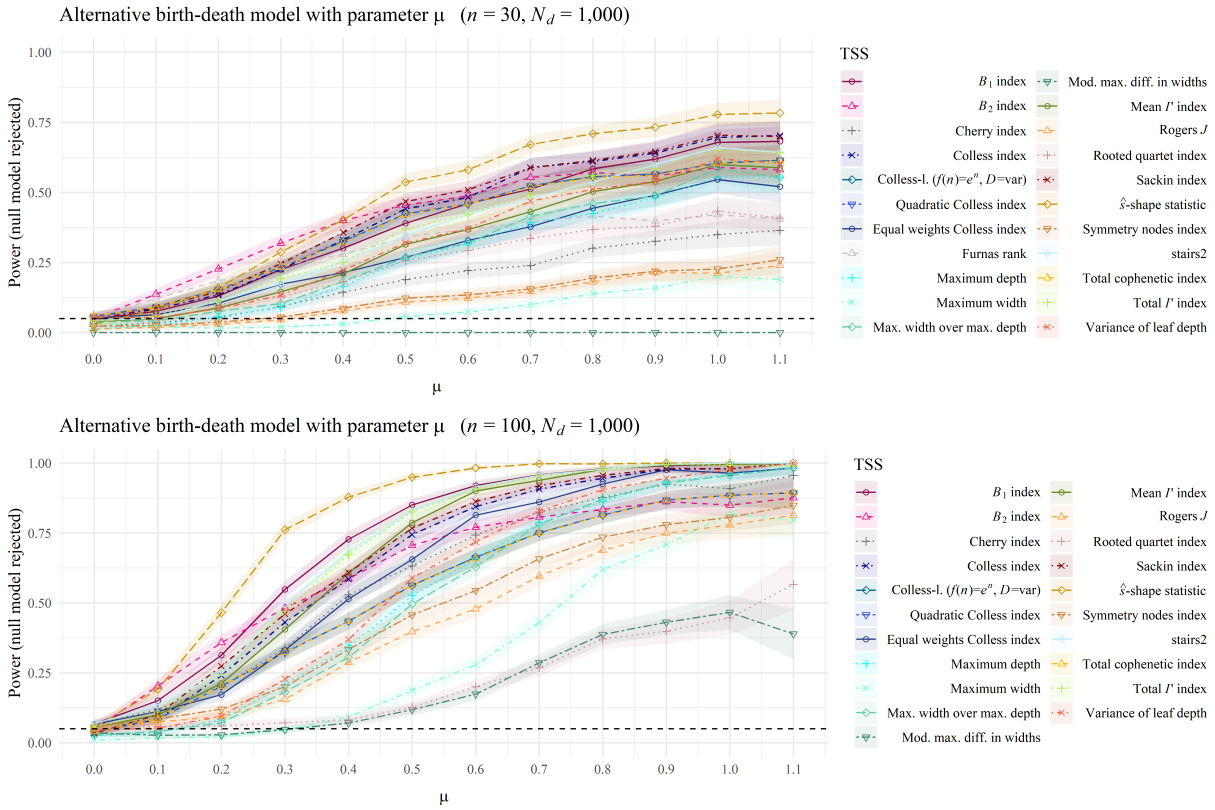 Alternative birth-death model with parameter μ (n = 30, N_d = 1,000)
Power (null model rejected)
1.00
0.75
0.50
0.25
0.00
0.0 0.1 0.2 0.3 0.4 0.5 0.6 0.7 0.8 0.9 1.0 1.1
μ
TSS
B₁ index
B₂ index
Cherry index
Colless index
Colless-l. (f(n)=eⁿ, D=var)
Quadratic Colless index
Equal weights Colless index
Furnas rank
Maximum depth
Maximum width
Max. width over max. depth
Mod. max. diff. in widths
Mean I' index
Rogers J
Rooted quartet index
Sackin index
ŝ-shape statistic
Symmetry nodes index
stairs2
Total cophenetic index
Total I' index
Variance of leaf depth
Alternative birth-death model with parameter μ (n = 100, N_d = 1,000)
Power (null model rejected)
1.00
0.75
0.50
0.25
0.00
0.0 0.1 0.2 0.3 0.4 0.5 0.6 0.7 0.8 0.9 1.0 1.1
μ
TSS
B₁ index
B₂ index
Cherry index
Colless index
Colless-l. (f(n)=eⁿ, D=var)
Quadratic Colless index
Equal weights Colless index
Maximum depth
Maximum width
Max. width over max. depth
Mod. max. diff. in widths
Mean I' index
Rogers J
Rooted quartet index
Sackin index
ŝ-shape statistic
Symmetry nodes index
stairs2
Total cophenetic index
Total I' index
Variance of leaf depth